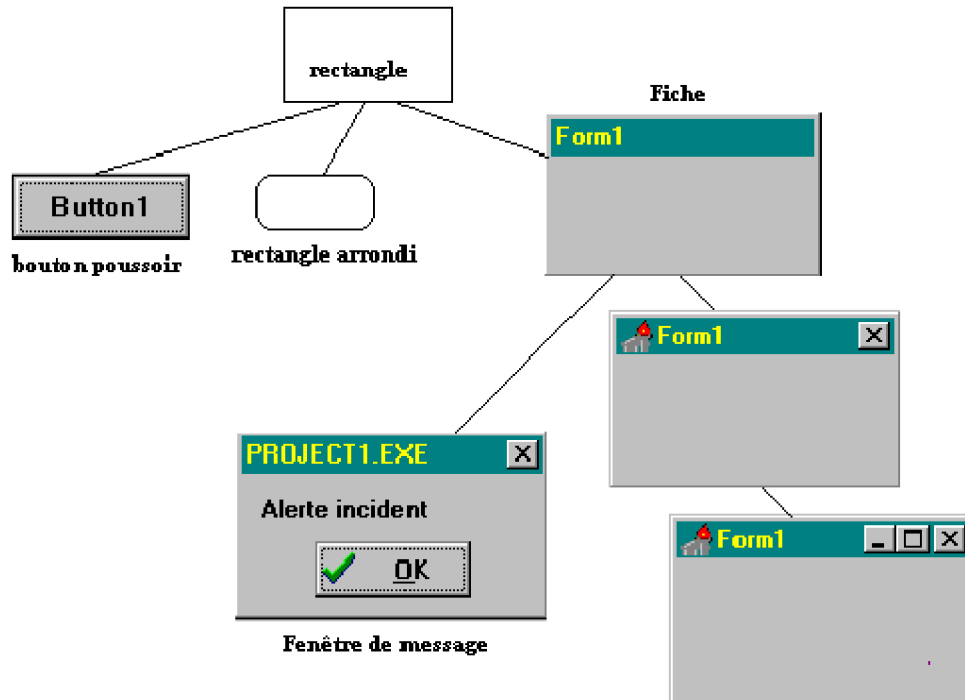 rectangle
Fiche
Form1
Button1
bouton poussoir
rectangle arrondi
Form1
PROJECT1.EXE
Alerte incident
OK
Form1
Fenêtre de message